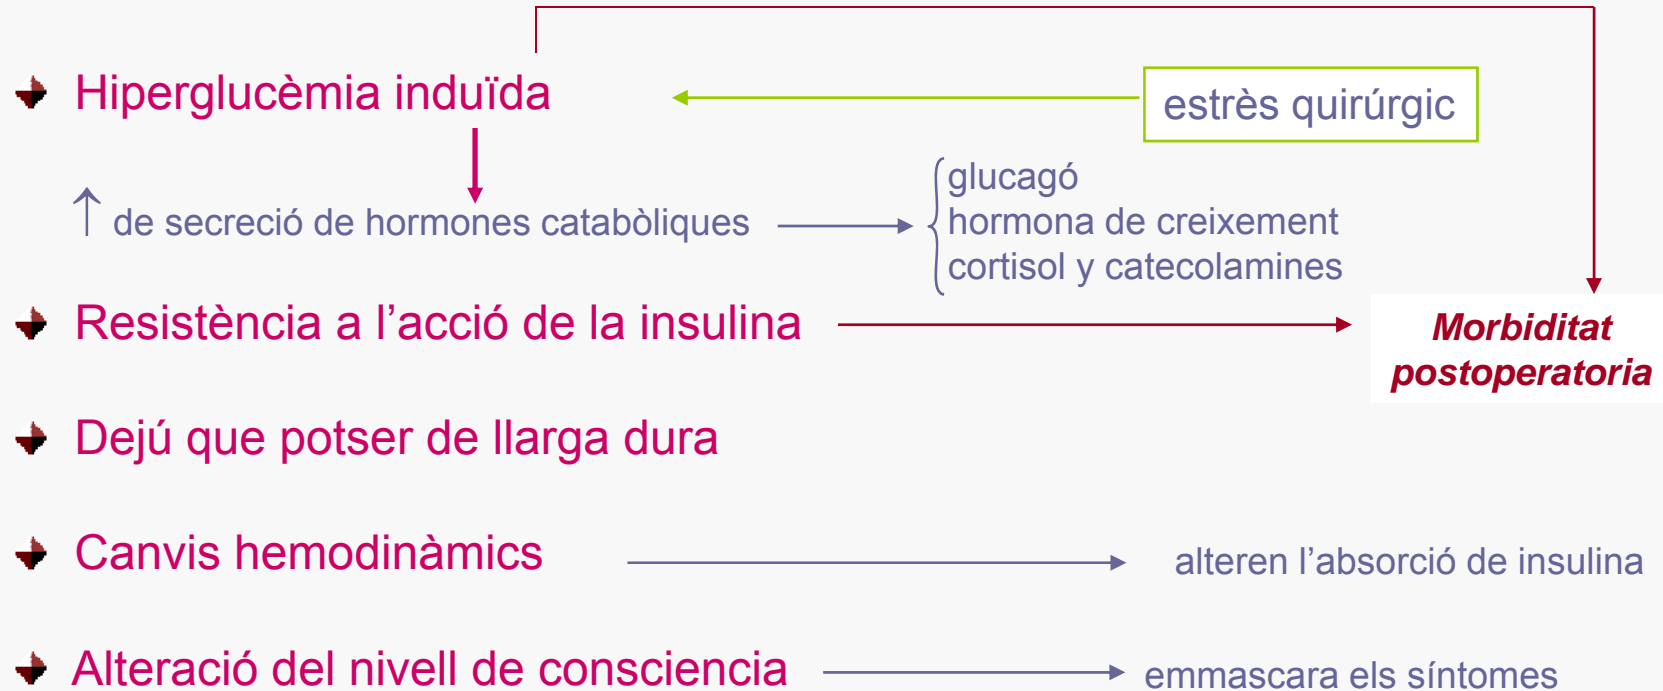 Hiperglucèmia induïda
estrès quirúrgic
↑ de secreció de hormones catabòliques
glucagó
hormona de creixement
cortisol y catecolamines
Resistència a l’acció de la insulina
Morbiditat
postoperatoria
Dejú que potser de llarga dura
Canvis hemodinàmics
alteren l’absorció de insulina
Alteració del nivell de consciencia
emmascara els síntomes